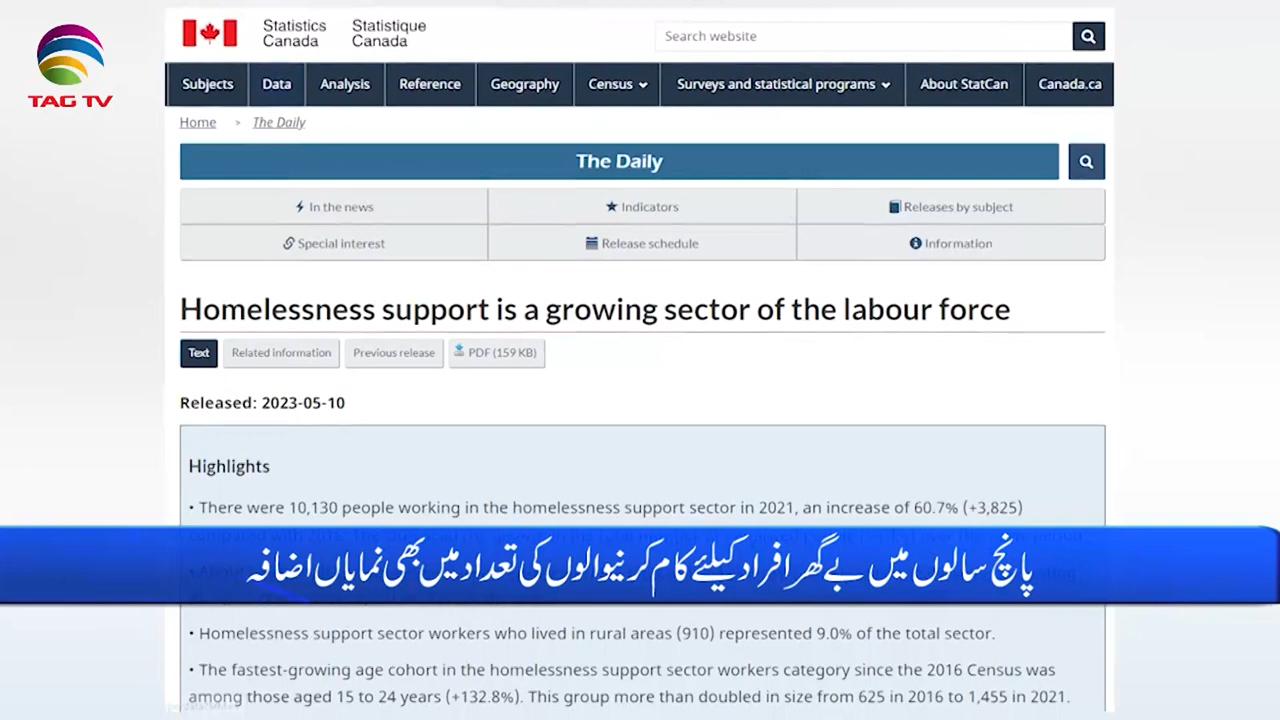 TAG TV
Statistics Canada
Statistique Canada
Search website
Subjects Data Analysis Reference Geography Census Surveys and statistical programs About StatCan Canada.ca
Home > The Daily
The Daily
In the news Indicators Releases by subject
Special interest Release schedule Information
Homelessness support is a growing sector of the labour force
Text Related information Previous release PDF (159 KB)
Released: 2023-05-10
Highlights
• There were 10,130 people working in the homelessness support sector in 2021, an increase of 60.7% (+3,825)
پانچ سالوں میں بے گھر افراد کیلئے کام کرنیوالوں کی تعداد میں بھی نمایاں اضافہ
• Homelessness support sector workers who lived in rural areas (910) represented 9.0% of the total sector.
• The fastest-growing age cohort in the homelessness support sector workers category since the 2016 Census was
among those aged 15 to 24 years (+132.8%). This group more than doubled in size from 625 in 2016 to 1,455 in 2021.